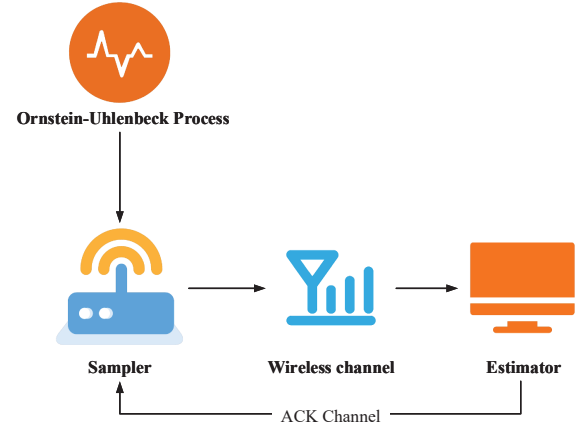 Ornstein-Uhlenbeck Process
Sampler
Wireless channel
Estimator
ACK Channel